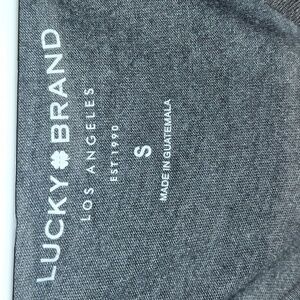 LUCKY BRAND
LOS ANGELES
EST.1990
S
MADE IN GUATEMALA